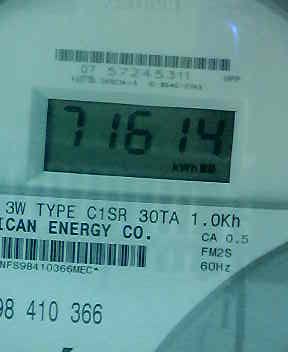 07 57245311
71614
kWh
3W TYPE C1SR 30TA 1.0Kh
ICAN ENERGY CO.
CA 0.5
FM2S
60Hz
NF898410366MEC*
98 410 366